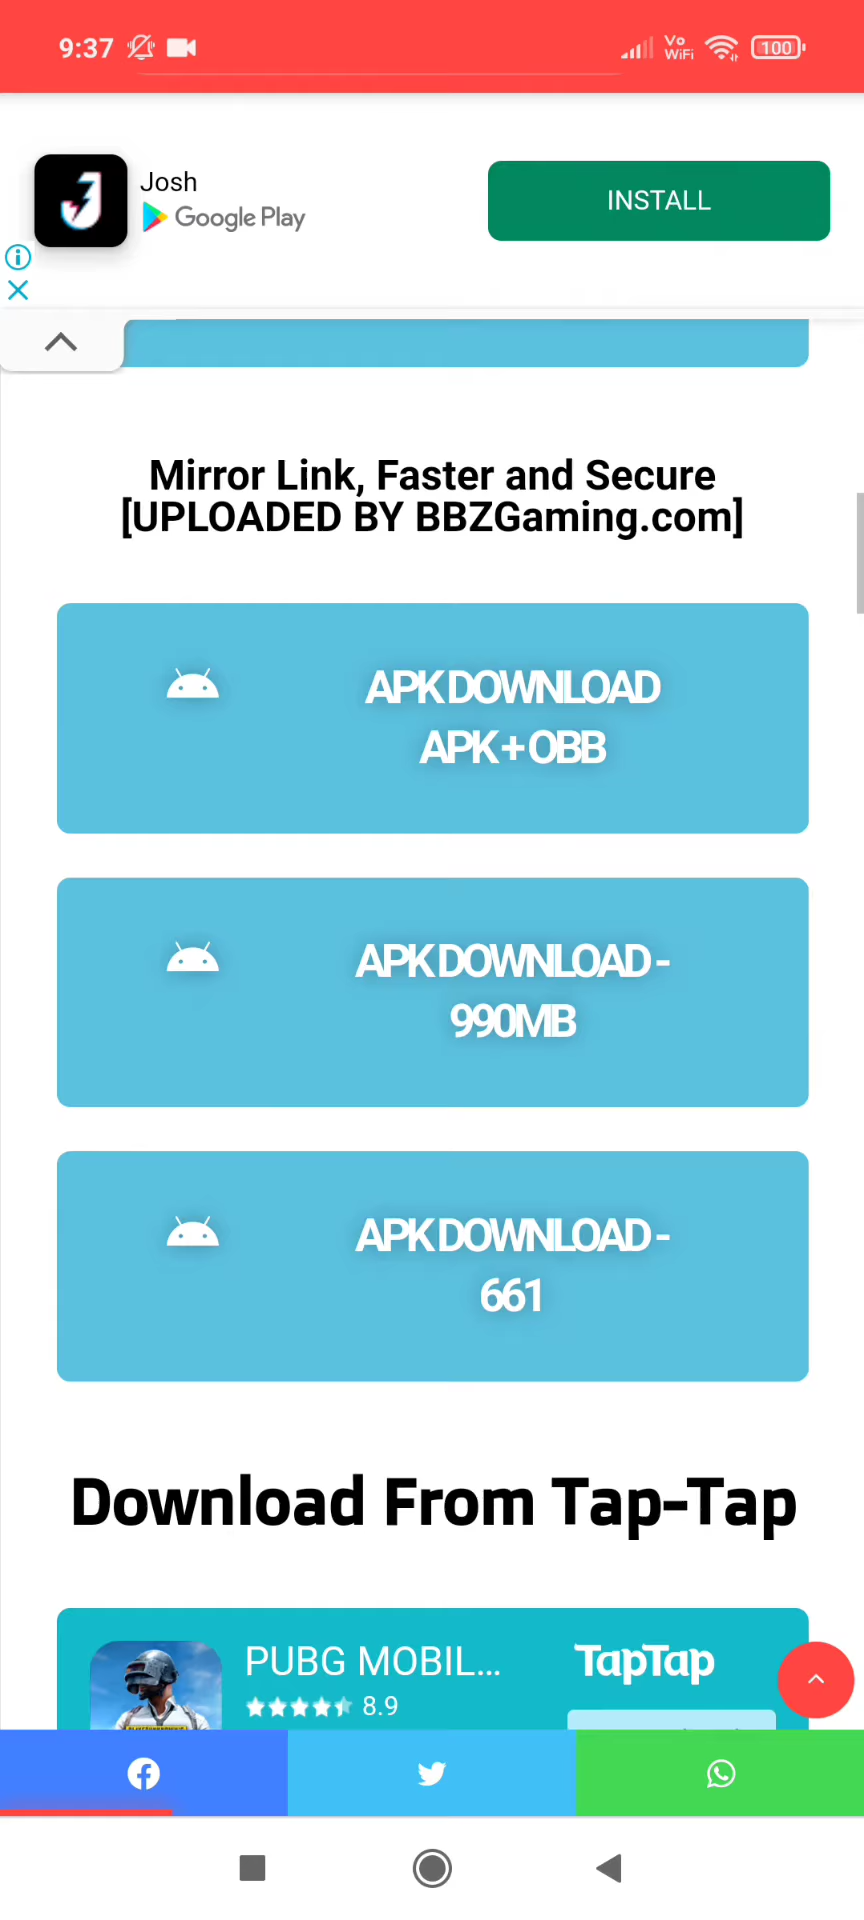 9:37
Vo
WiFi
100
Josh
Google Play
INSTALL
Mirror Link, Faster and Secure
[UPLOADED BY BBZGaming.com]
APK DOWNLOAD
APK + OBB
APK DOWNLOAD -
990MB
APK DOWNLOAD -
661
Download From Tap-Tap
PUBG MOBIL...
TapTap
8.9